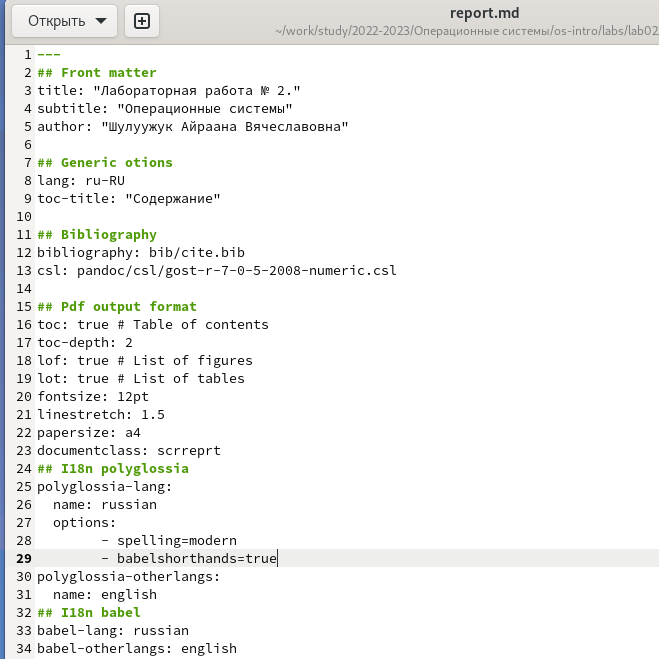 Открыть
report.md
~/work/study/2022-2023/Операционные системы/os-intro/labs/lab02
1 ---
2 ## Front matter
3 title: "Лабораторная работа № 2."
4 subtitle: "Операционные системы"
5 author: "Шулуужук Айраана Вячеславовна"
6
7 ## Generic otions
8 lang: ru-RU
9 toc-title: "Содержание"
10
11 ## Bibliography
12 bibliography: bib/cite.bib
13 csl: pandoc/csl/gost-r-7-0-5-2008-numeric.csl
14
15 ## Pdf output format
16 toc: true # Table of contents
17 toc-depth: 2
18 lof: true # List of figures
19 lot: true # List of tables
20 fontsize: 12pt
21 linestretch: 1.5
22 papersize: a4
23 documentclass: scrreprt
24 ## I18n polyglossia
25 polyglossia-lang:
26   name: russian
27   options:
28         - spelling=modern
29         - babelshorthands=true
30 polyglossia-otherlangs:
31   name: english
32 ## I18n babel
33 babel-lang: russian
34 babel-otherlangs: english